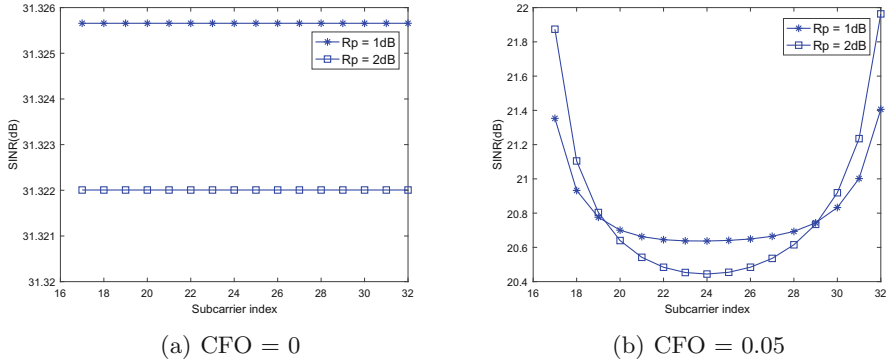 31.326
31.325
31.324
31.323
31.322
31.321
31.32
SINR(dB)
Rp = 1dB
Rp = 2dB
16 18 20 22 24 26 28 30 32
Subcarrier index
(a) CFO = 0
22
21.8
21.6
21.4
21.2
21
20.8
20.6
20.4
SINR(dB)
Rp = 1dB
Rp = 2dB
16 18 20 22 24 26 28 30 32
Subcarrier index
(b) CFO = 0.05